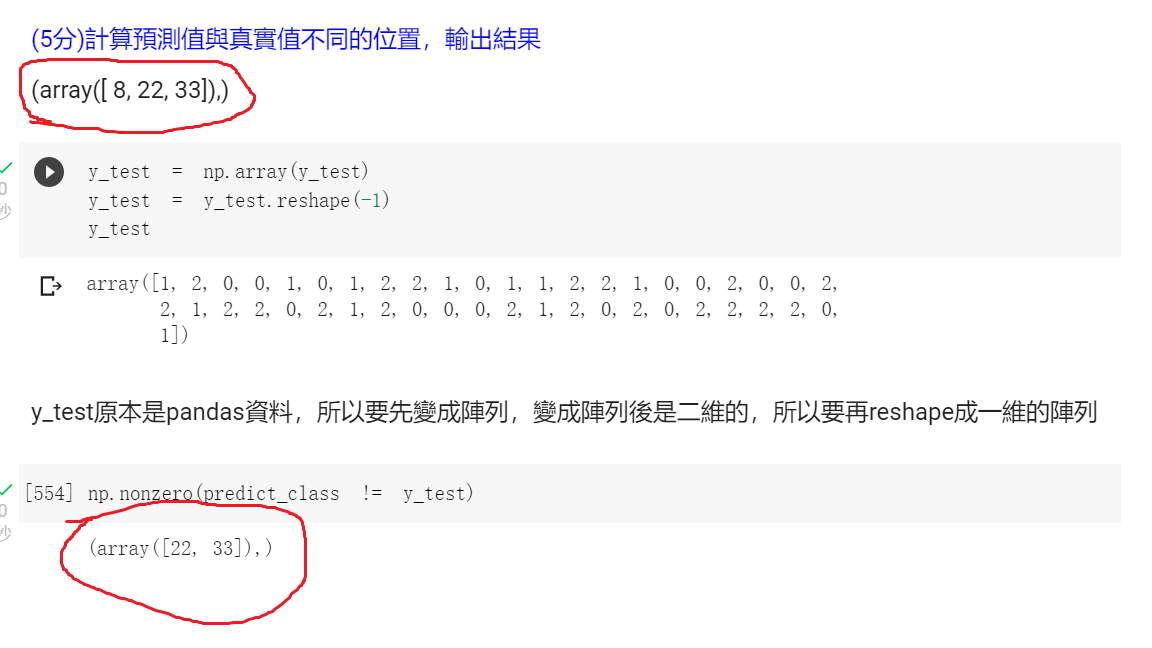 (5分)計算預測值與真實值不同的位置，輸出結果
(array([ 8, 22, 33]),)
y_test = np.array(y_test)
0 y_test = y_test.reshape(-1)
秒 y_test
array([1, 2, 0, 0, 1, 0, 1, 2, 2, 1, 0, 1, 1, 2, 2, 1, 0, 0, 2, 0, 0, 2,
2, 1, 2, 2, 0, 2, 1, 2, 0, 0, 0, 2, 1, 2, 0, 2, 0, 2, 2, 2, 2, 0,
1])
y_test原本是pandas資料，所以要先變成陣列，變成陣列後是二維的，所以要再reshape成一維的陣列
[554] np.nonzero(predict_class != y_test)
0
秒 (array([22, 33]),)